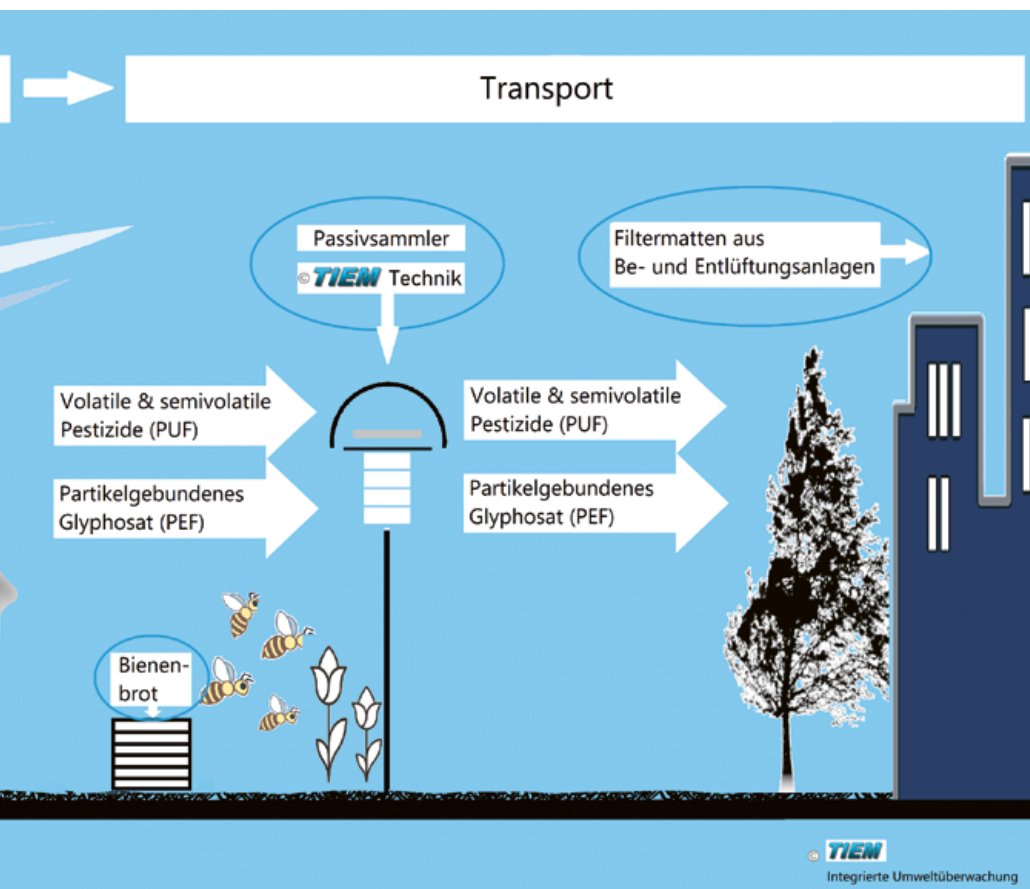 Transport
Passivsammler
© TIEM Technik
Filtermatten aus
Be- und Entlüftungsanlagen
Volatile & semivolatile
Pestizide (PUF)
Volatile & semivolatile
Pestizide (PUF)
Partikelgebundenes
Glyphosat (PEF)
Partikelgebundenes
Glyphosat (PEF)
Bienen-
brot
© TIEM
Integrierte Umweltüberwachung